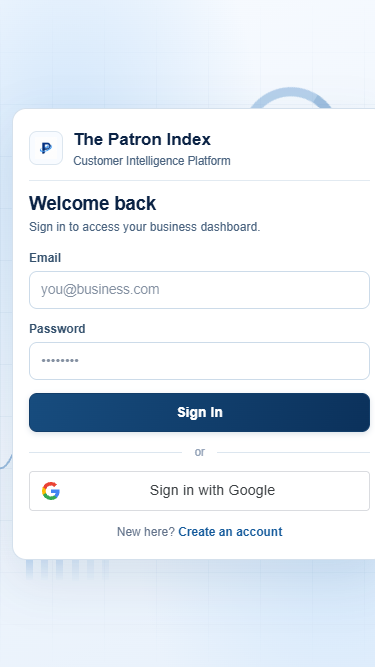 P
The Patron Index
Customer Intelligence Platform
Welcome back
Sign in to access your business dashboard.
Email
you@business.com
Password
••••••••
Sign In
or
Sign in with Google
New here? Create an account